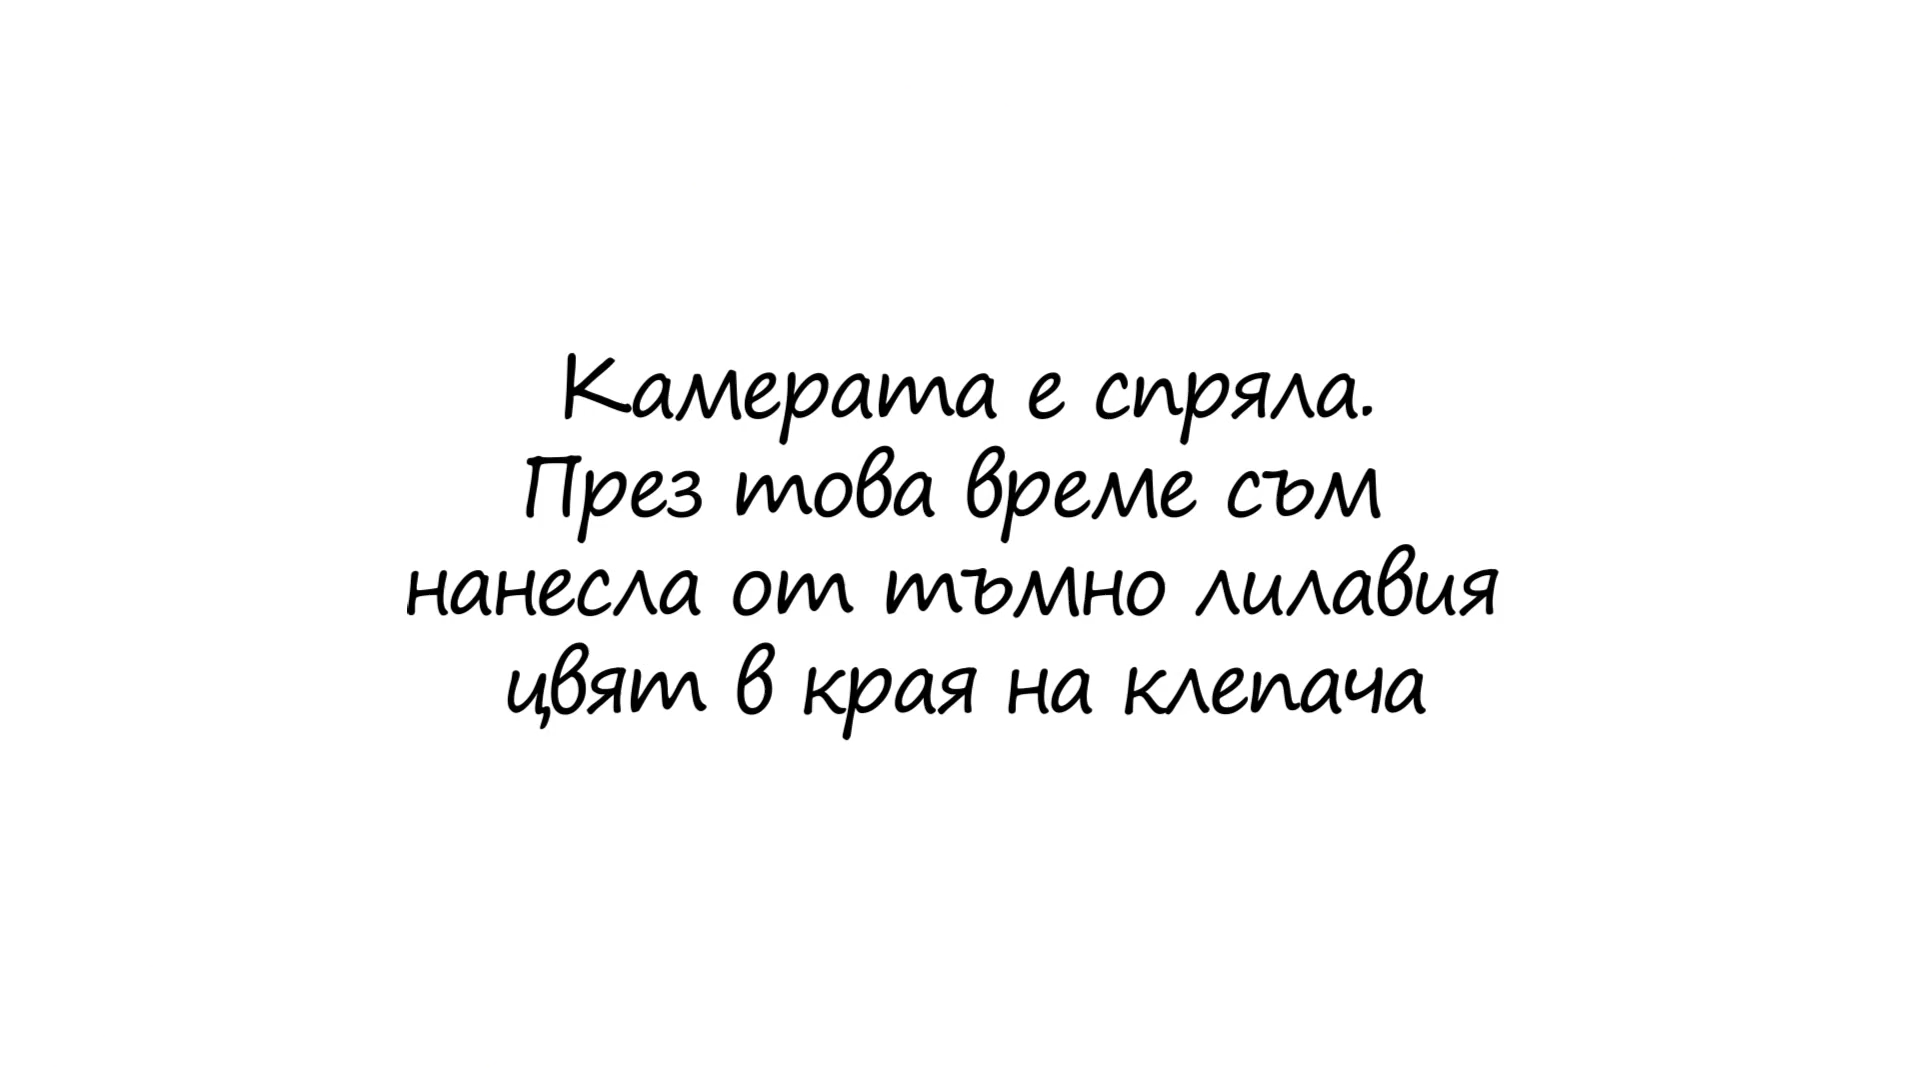 Камерата е спряла.
През това време съм
нанесла от тъмно лилавия
цвят в края на клепача